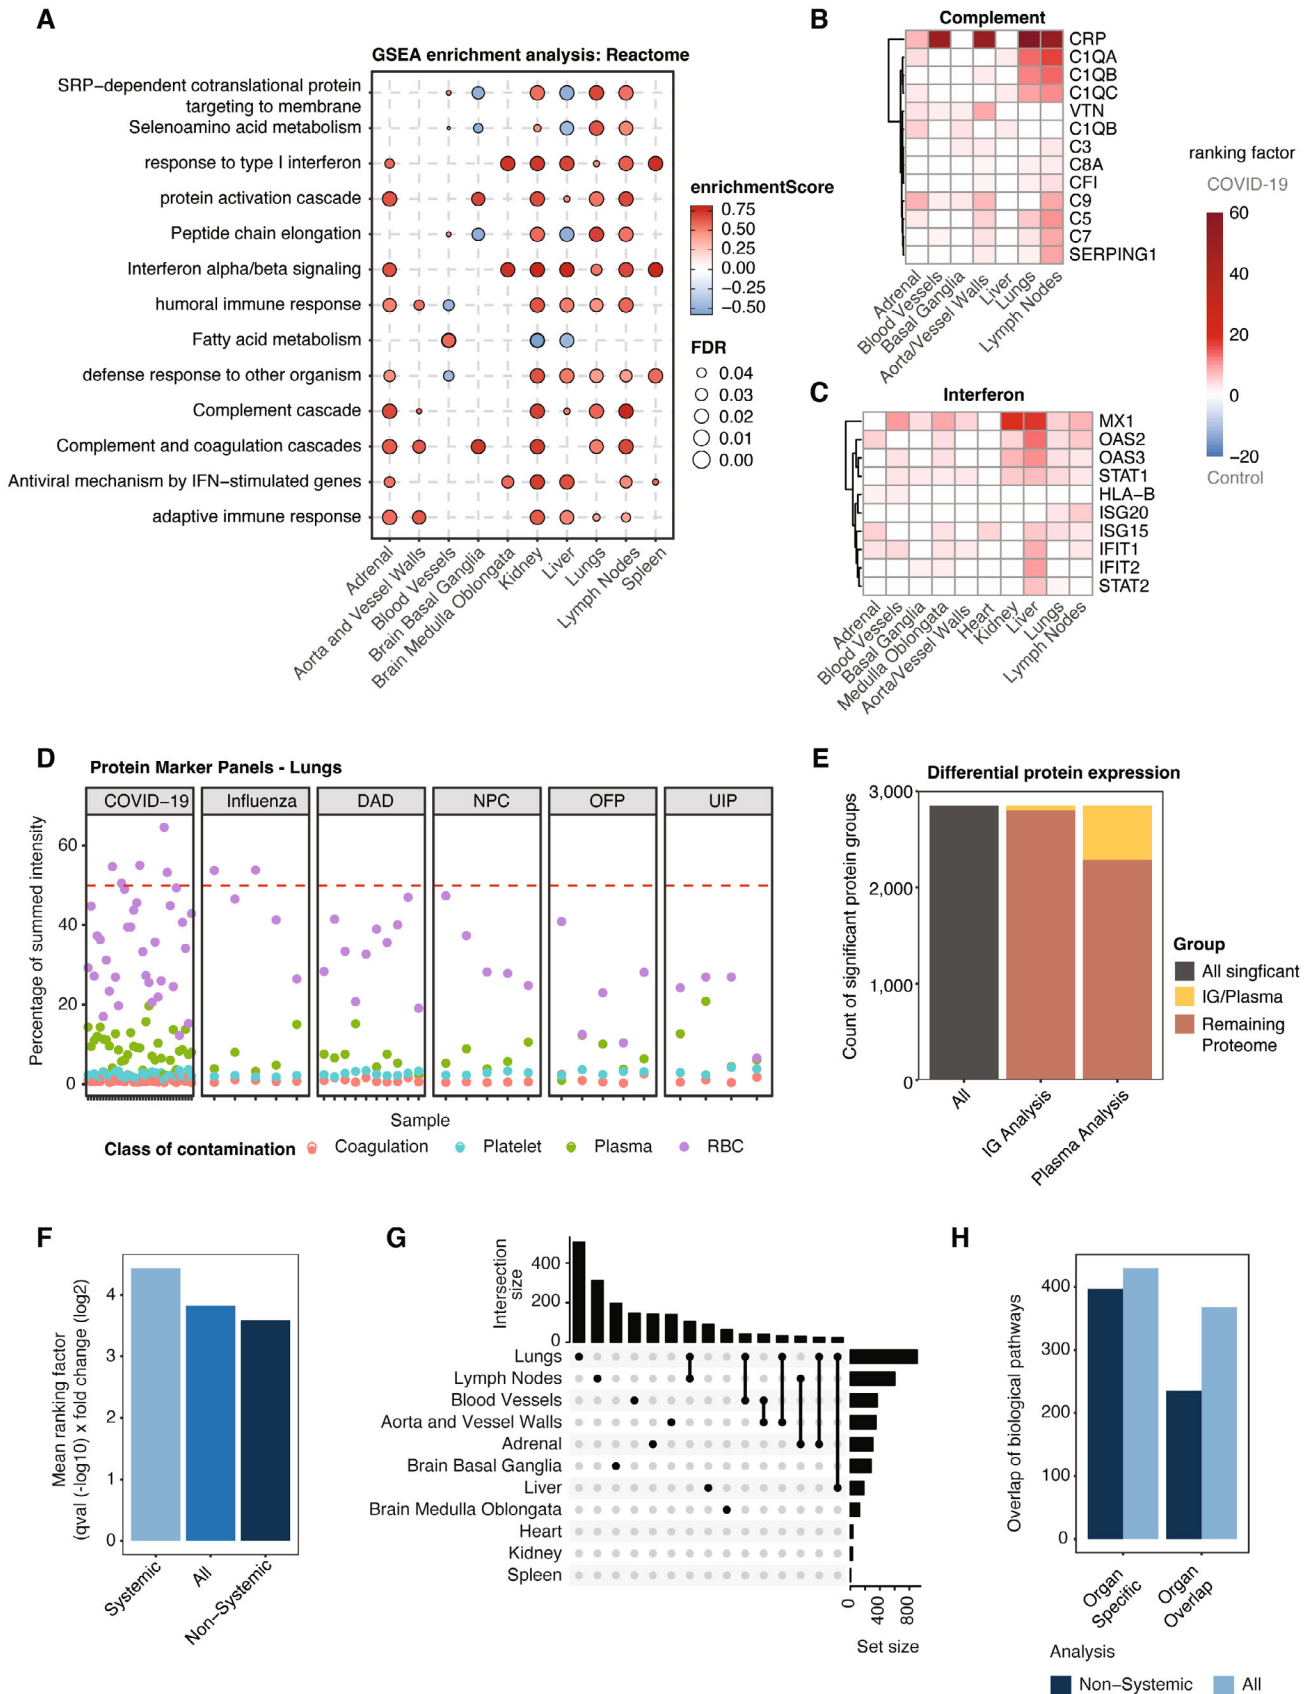 A
GSEA enrichment analysis: Reactome
SRP−dependent cotranslational protein
targeting to membrane
Selenoamino acid metabolism
response to type I interferon
protein activation cascade
Peptide chain elongation
Interferon alpha/beta signaling
humoral immune response
Fatty acid metabolism
defense response to other organism
Complement cascade
Complement and coagulation cascades
Antiviral mechanism by IFN−stimulated genes
adaptive immune response
Adrenal
Aorta and Vessel Walls
Blood Vessels
Brain Basal Ganglia
Brain Medulla Oblongata
Kidney
Liver
Lungs
Lymph Nodes
Spleen
enrichmentScore
0.75
0.50
0.25
0.00
−0.25
−0.50
FDR
0.04
0.03
0.02
0.01
0.00
B
Complement
CRP
C1QA
C1QB
C1QC
VTN
C1QB
C3
C8A
CFI
C9
C5
C7
SERPING1
Adrenal
Blood Vessels
Basal Ganglia
Aorta/Vessel Walls
Liver
Lungs
Lymph Nodes
ranking factor
COVID-19
60
40
20
0
−20
Control
C
Interferon
MX1
OAS2
OAS3
STAT1
HLA−B
ISG20
ISG15
IFIT1
IFIT2
STAT2
Adrenal
Blood Vessels
Basal Ganglia
Medulla Oblongata
Aorta/Vessel Walls
Heart
Kidney
Liver
Lungs
Lymph Nodes
D
Protein Marker Panels - Lungs
COVID−19
Influenza
DAD
NPC
OFP
UIP
Percentage of summed intensity
60
40
20
0
Sample
Class of contamination
Coagulation
Platelet
Plasma
RBC
E
Differential protein expression
Count of significant protein groups
3,000
2,000
1,000
0
All
IG Analysis
Plasma Analysis
Group
All singficant
IG/Plasma
Remaining
Proteome
F
Mean ranking factor
(qval (-log10) x fold change (log2)
4
3
2
1
0
Systemic
All
Non−Systemic
G
Intersection
size
400
200
0
Lungs
Lymph Nodes
Blood Vessels
Aorta and Vessel Walls
Adrenal
Brain Basal Ganglia
Liver
Brain Medulla Oblongata
Heart
Kidney
Spleen
0
400
800
Set size
H
Overlap of biological pathways
400
300
200
100
0
Organ
Specific
Organ
Overlap
Analysis
Non−Systemic
All